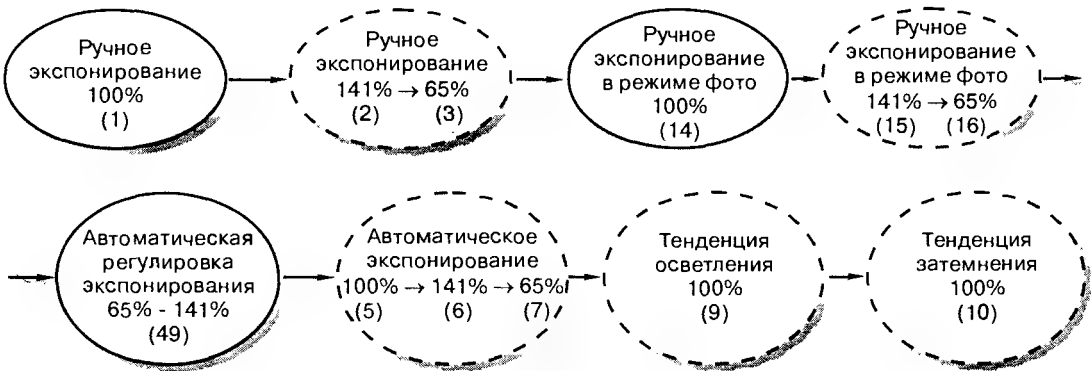 Ручное
экспонирование
100%
(1)
Ручное
экспонирование
141% → 65%
(2) (3)
Ручное
экспонирование
в режиме фото
100%
(14)
Ручное
экспонирование
в режиме фото
141% → 65%
(15) (16)
Автоматическая
регулировка
экспонирования
65% - 141%
(49)
Автоматическое
экспонирование
100% → 141% → 65%
(5) (6) (7)
Тенденция
осветления
100%
(9)
Тенденция
затемнения
100%
(10)